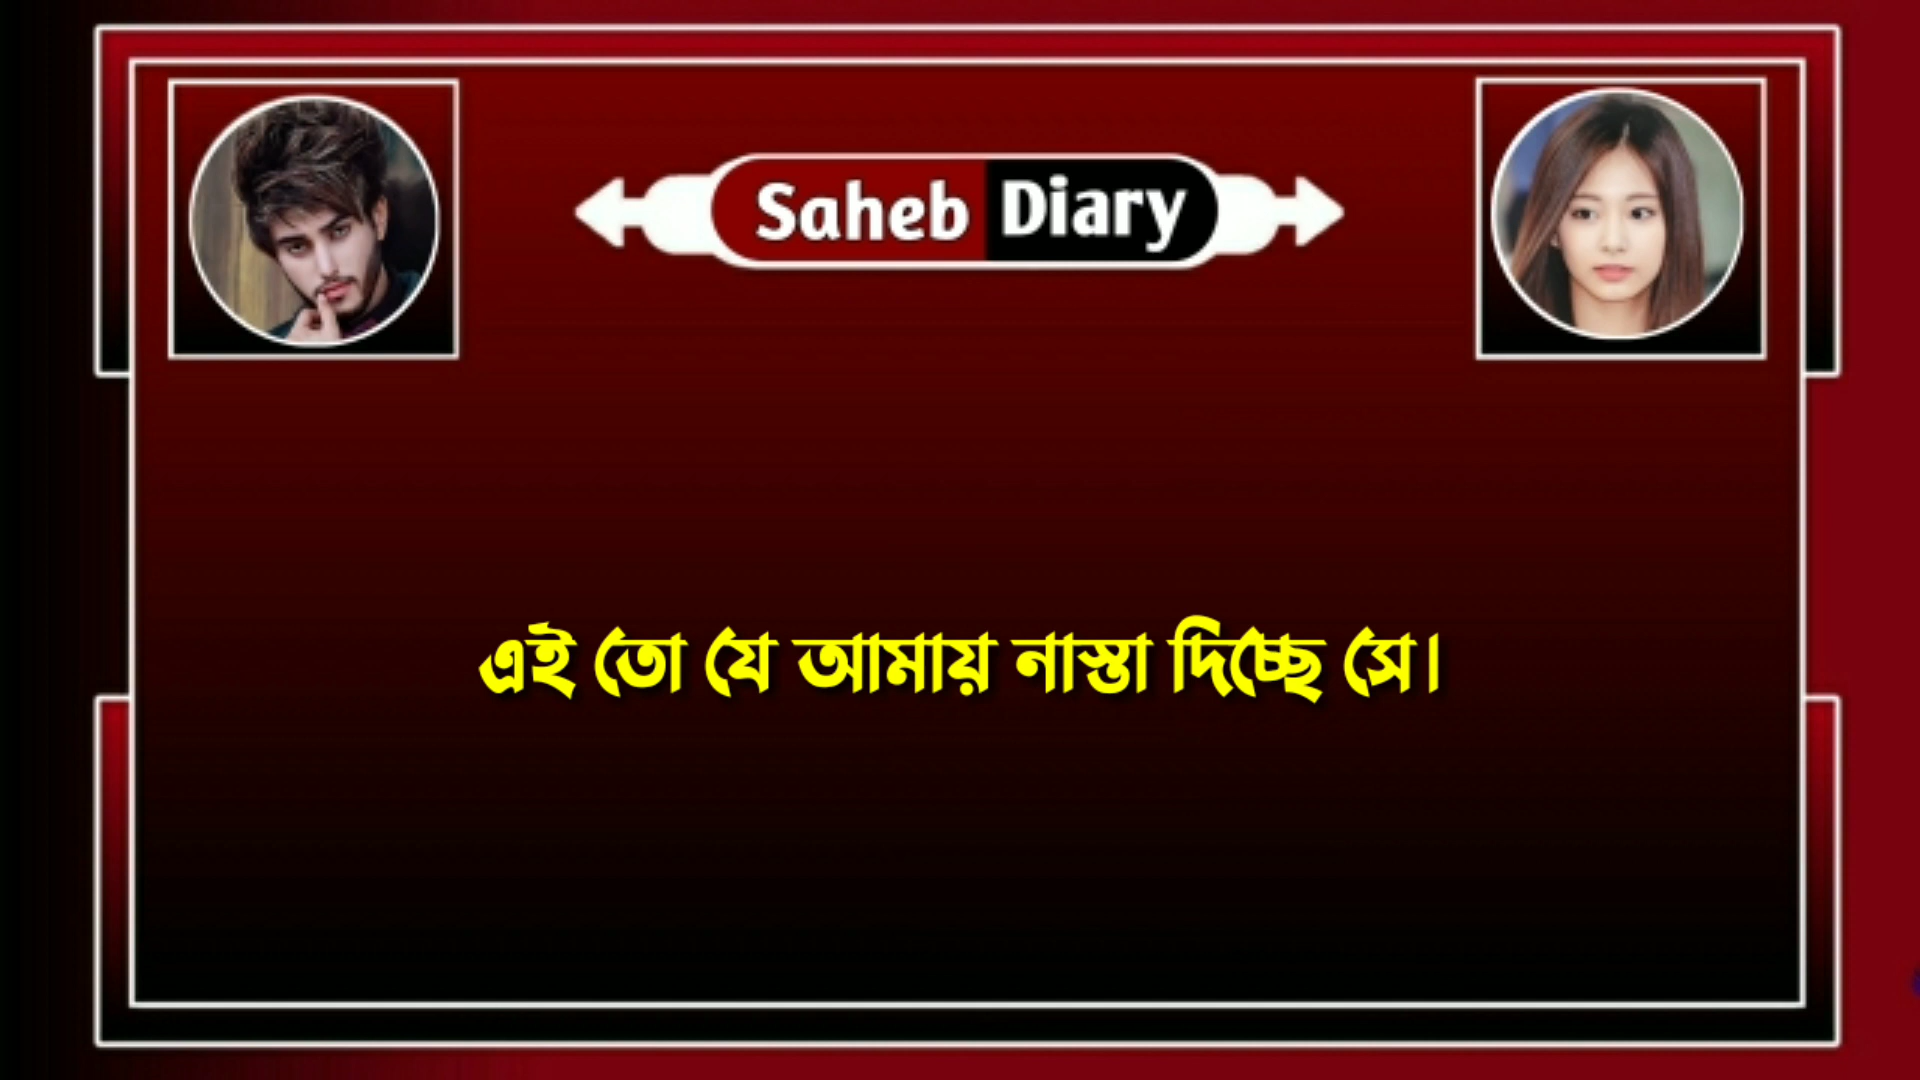 Saheb Diary
এই তো যে আমায় নাস্তা দিচ্ছে সে।